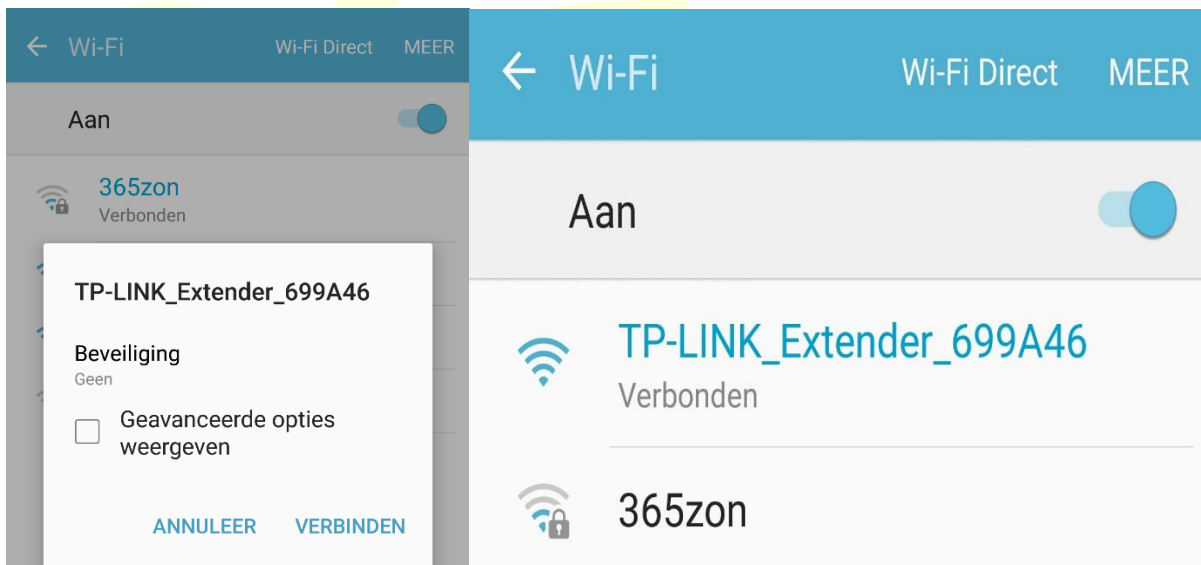 Wi-Fi Wi-Fi Direct MEER
Aan
365zon
Verbonden
TP-LINK_Extender_699A46
Beveiliging
Geen
Geavanceerde opties
weergeven
ANNULEER VERBINDEN
Wi-Fi Wi-Fi Direct MEER
Aan
TP-LINK_Extender_699A46
Verbonden
365zon